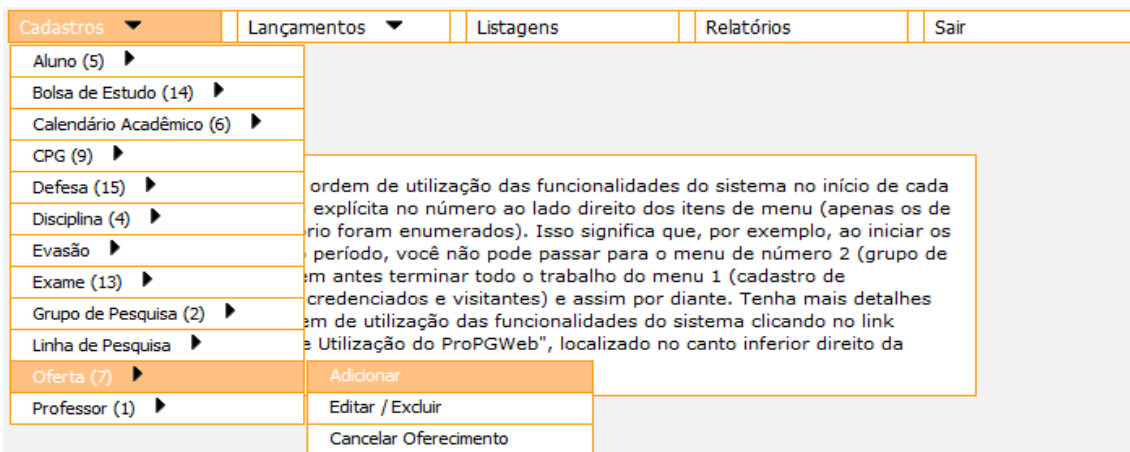 Cadastros Lançamentos Listagens Relatórios Sair
Aluno (5)
Bolsa de Estudo (14)
Calendário Acadêmico (6)
CPG (9)
Defesa (15)
Disciplina (4)
Evasão
Exame (13)
Grupo de Pesquisa (2)
Linha de Pesquisa
Oferta (7)
Professor (1)
Adicionar
Editar / Excluir
Cancelar Oferecimento
ordem de utilização das funcionalidades do sistema no início de cada
explícita no número ao lado direito dos itens de menu (apenas os de
foram enumerados). Isso significa que, por exemplo, ao iniciar os
período, você não pode passar para o menu de número 2 (grupo de
antes terminar todo o trabalho do menu 1 (cadastro de
credenciados e visitantes) e assim por diante. Tenha mais detalhes
de utilização das funcionalidades do sistema clicando no link
Utilização do ProPGWeb", localizado no canto inferior direito da